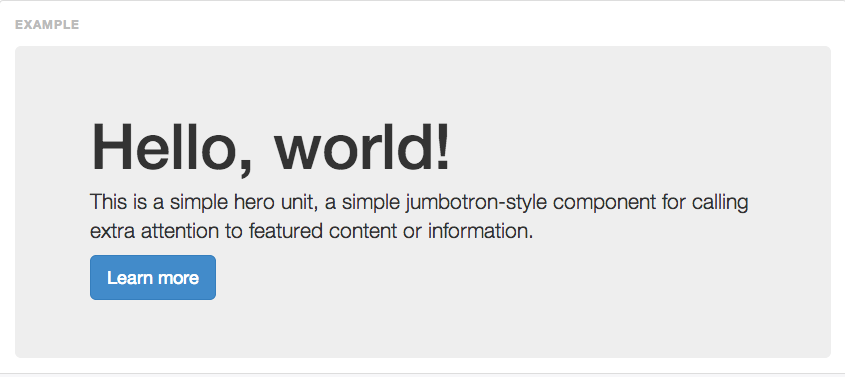 EXAMPLE
Hello, world!
This is a simple hero unit, a simple jumbotron-style component for calling
extra attention to featured content or information.
Learn more